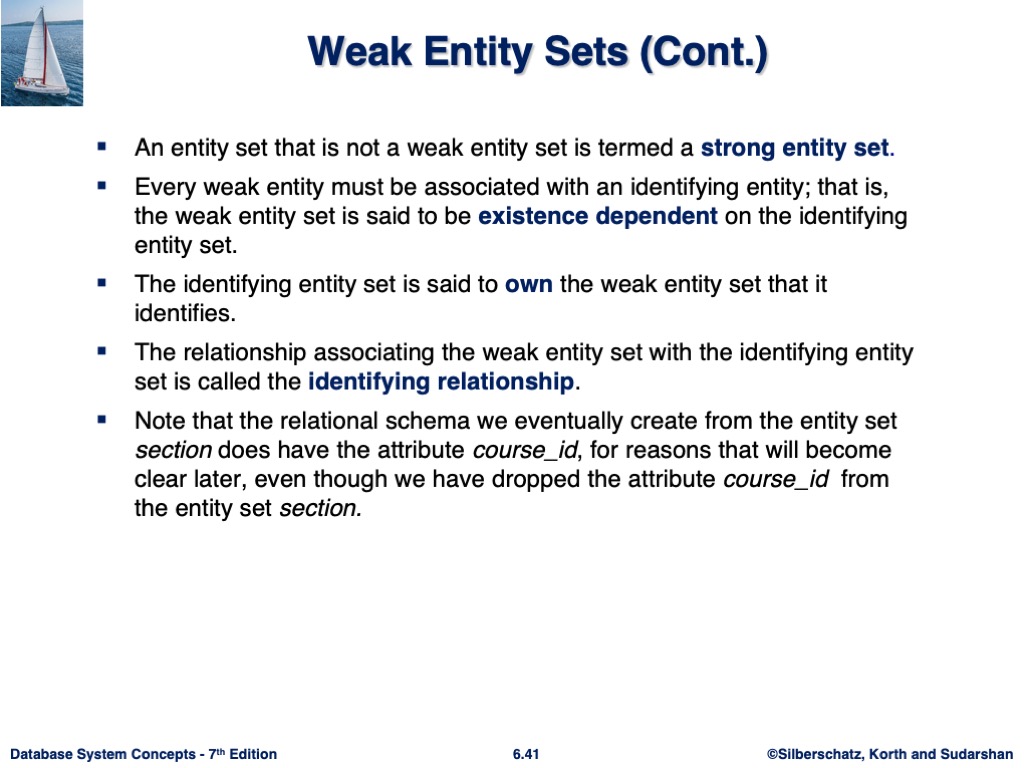 Weak Entity Sets (Cont.)
▪ An entity set that is not a weak entity set is termed a strong entity set.
▪ Every weak entity must be associated with an identifying entity; that is,
the weak entity set is said to be existence dependent on the identifying
entity set.
▪ The identifying entity set is said to own the weak entity set that it
identifies.
▪ The relationship associating the weak entity set with the identifying entity
set is called the identifying relationship.
▪ Note that the relational schema we eventually create from the entity set
section does have the attribute course_id, for reasons that will become
clear later, even though we have dropped the attribute course_id from
the entity set section.
Database System Concepts - 7th Edition
6.41
©Silberschatz, Korth and Sudarshan